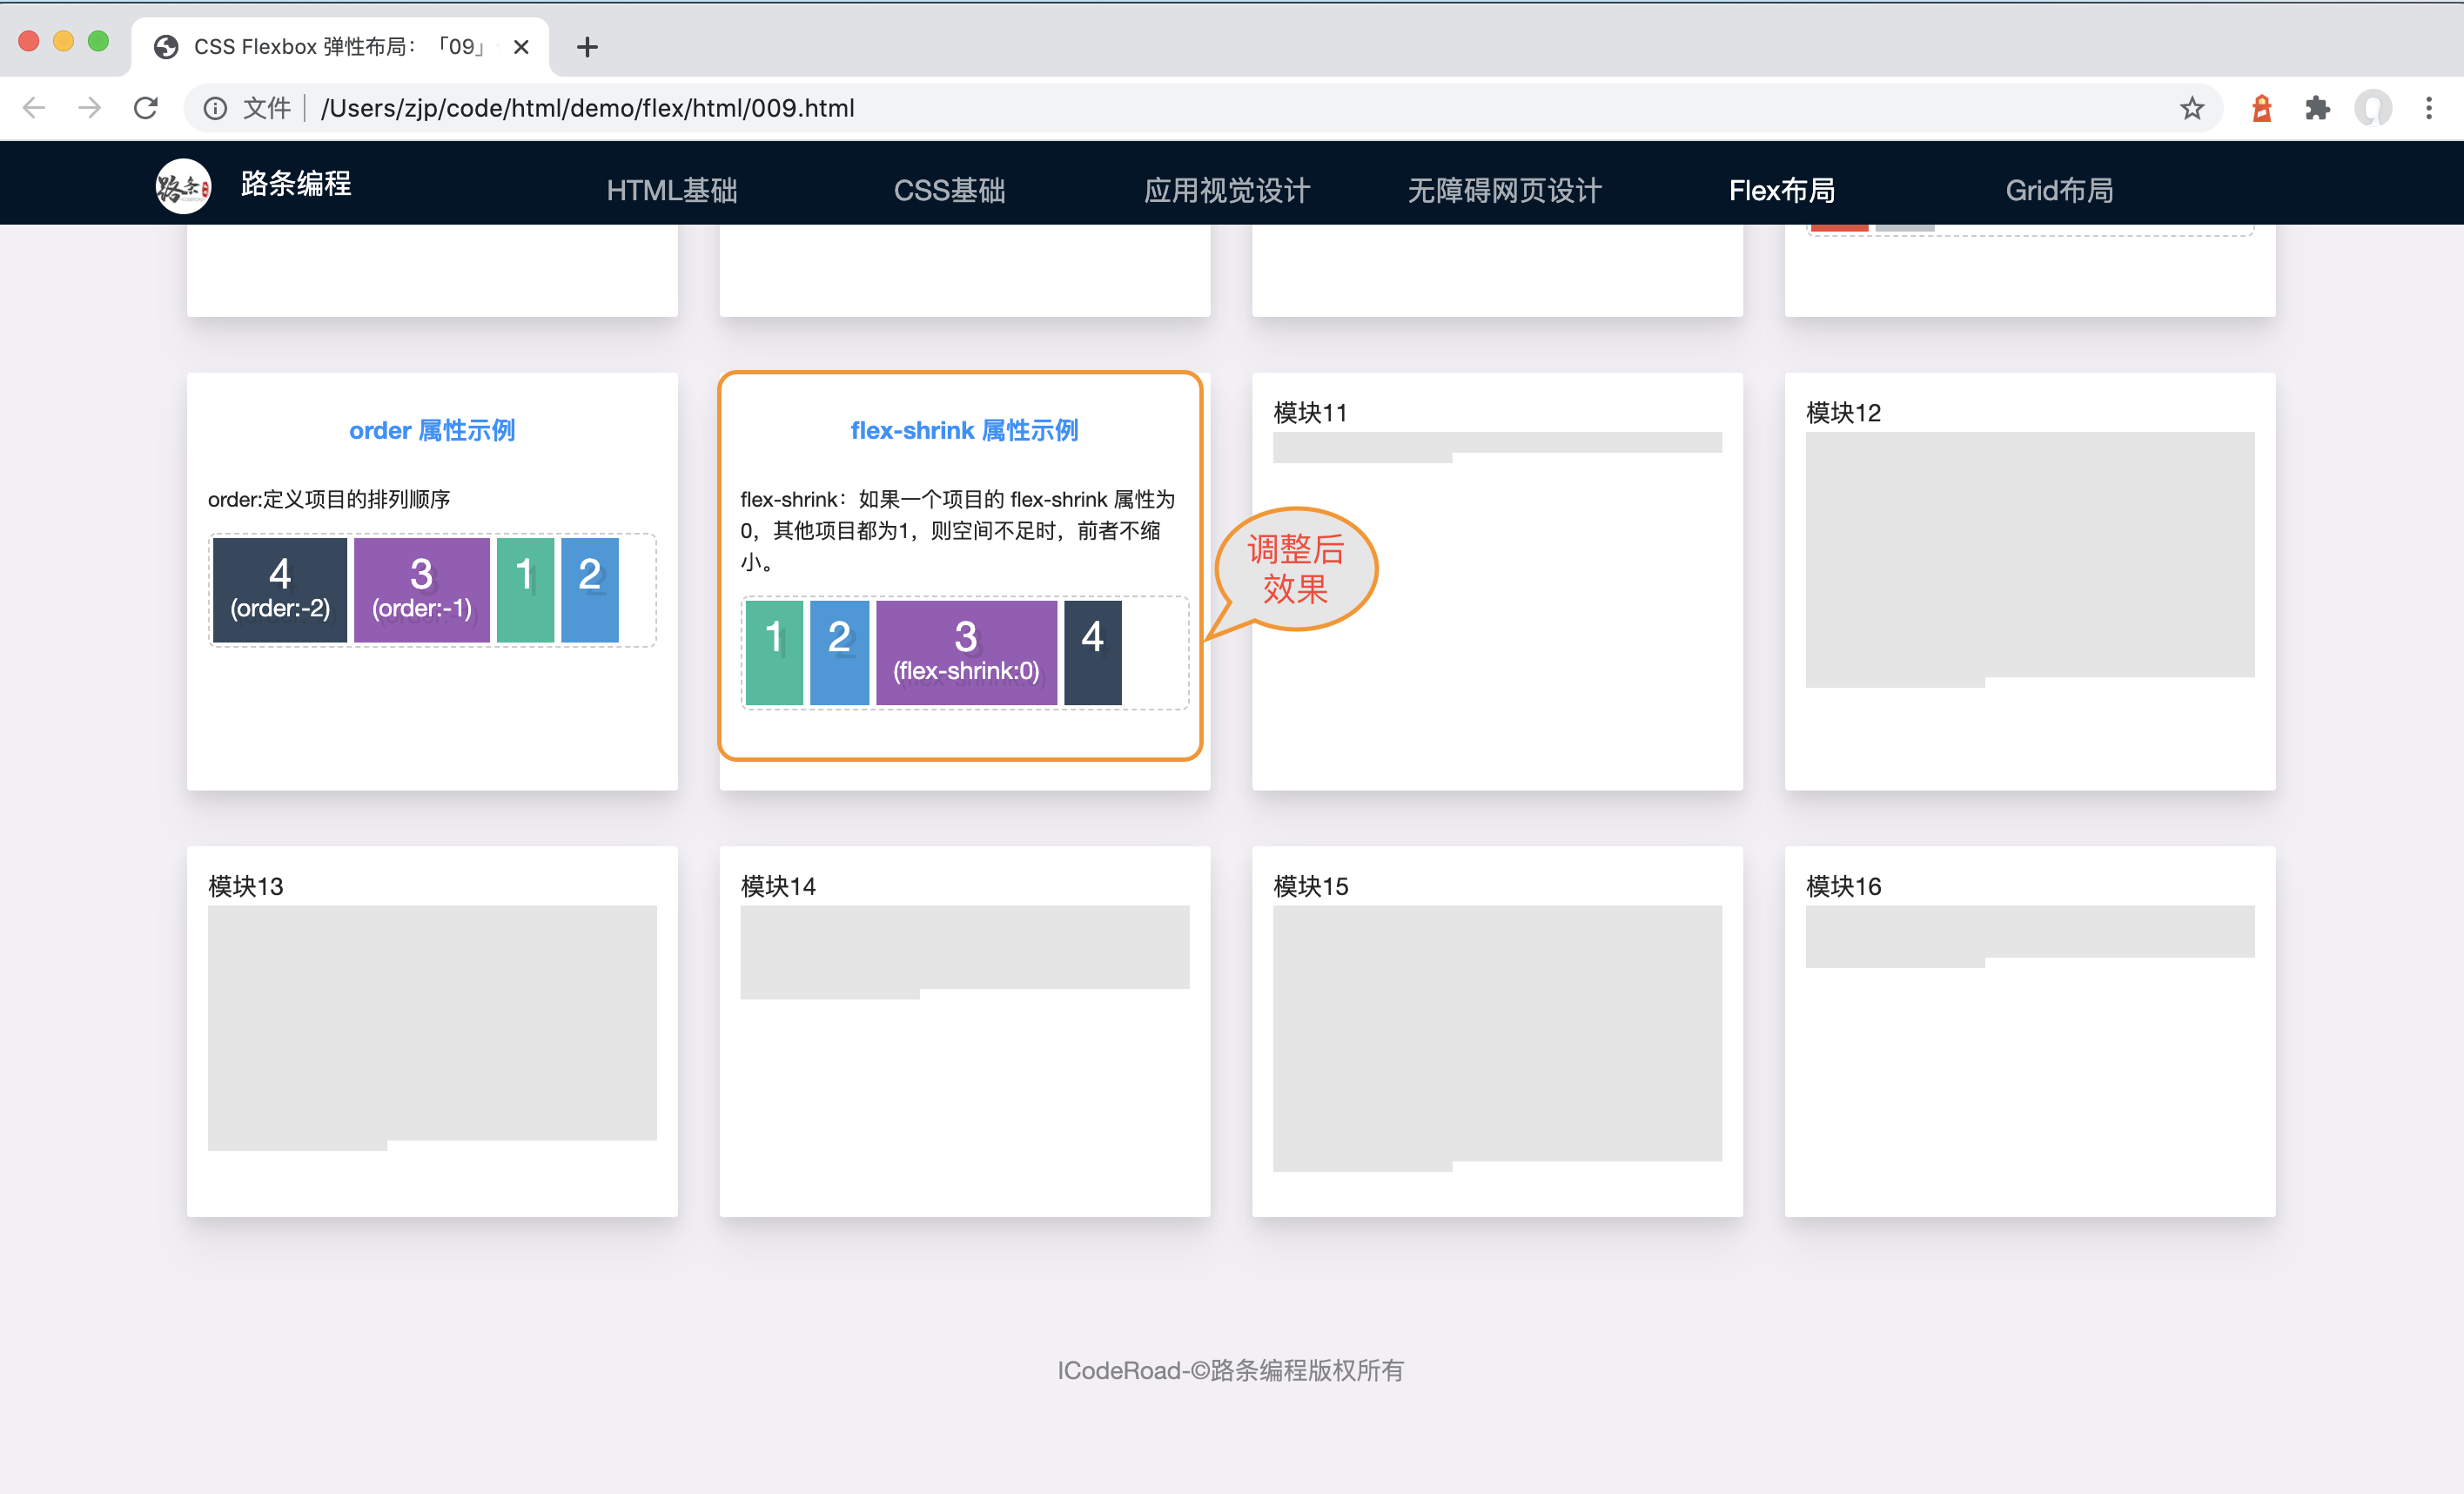 CSS Flexbox 弹性布局：「09」
文件
/Users/zjp/code/html/demo/flex/html/009.html
路条
路条编程
HTML基础
CSS基础
应用视觉设计
无障碍网页设计
Flex布局
Grid布局
order 属性示例
order:定义项目的排列顺序
4
(order:-2)
3
(order:-1)
1
2
flex-shrink 属性示例
flex-shrink：如果一个项目的 flex-shrink 属性为
0，其他项目都为1，则空间不足时，前者不缩
小。
1
2
3
(flex-shrink:0)
4
调整后
效果
模块11
模块12
模块13
模块14
模块15
模块16
ICodeRoad-©路条编程版权所有